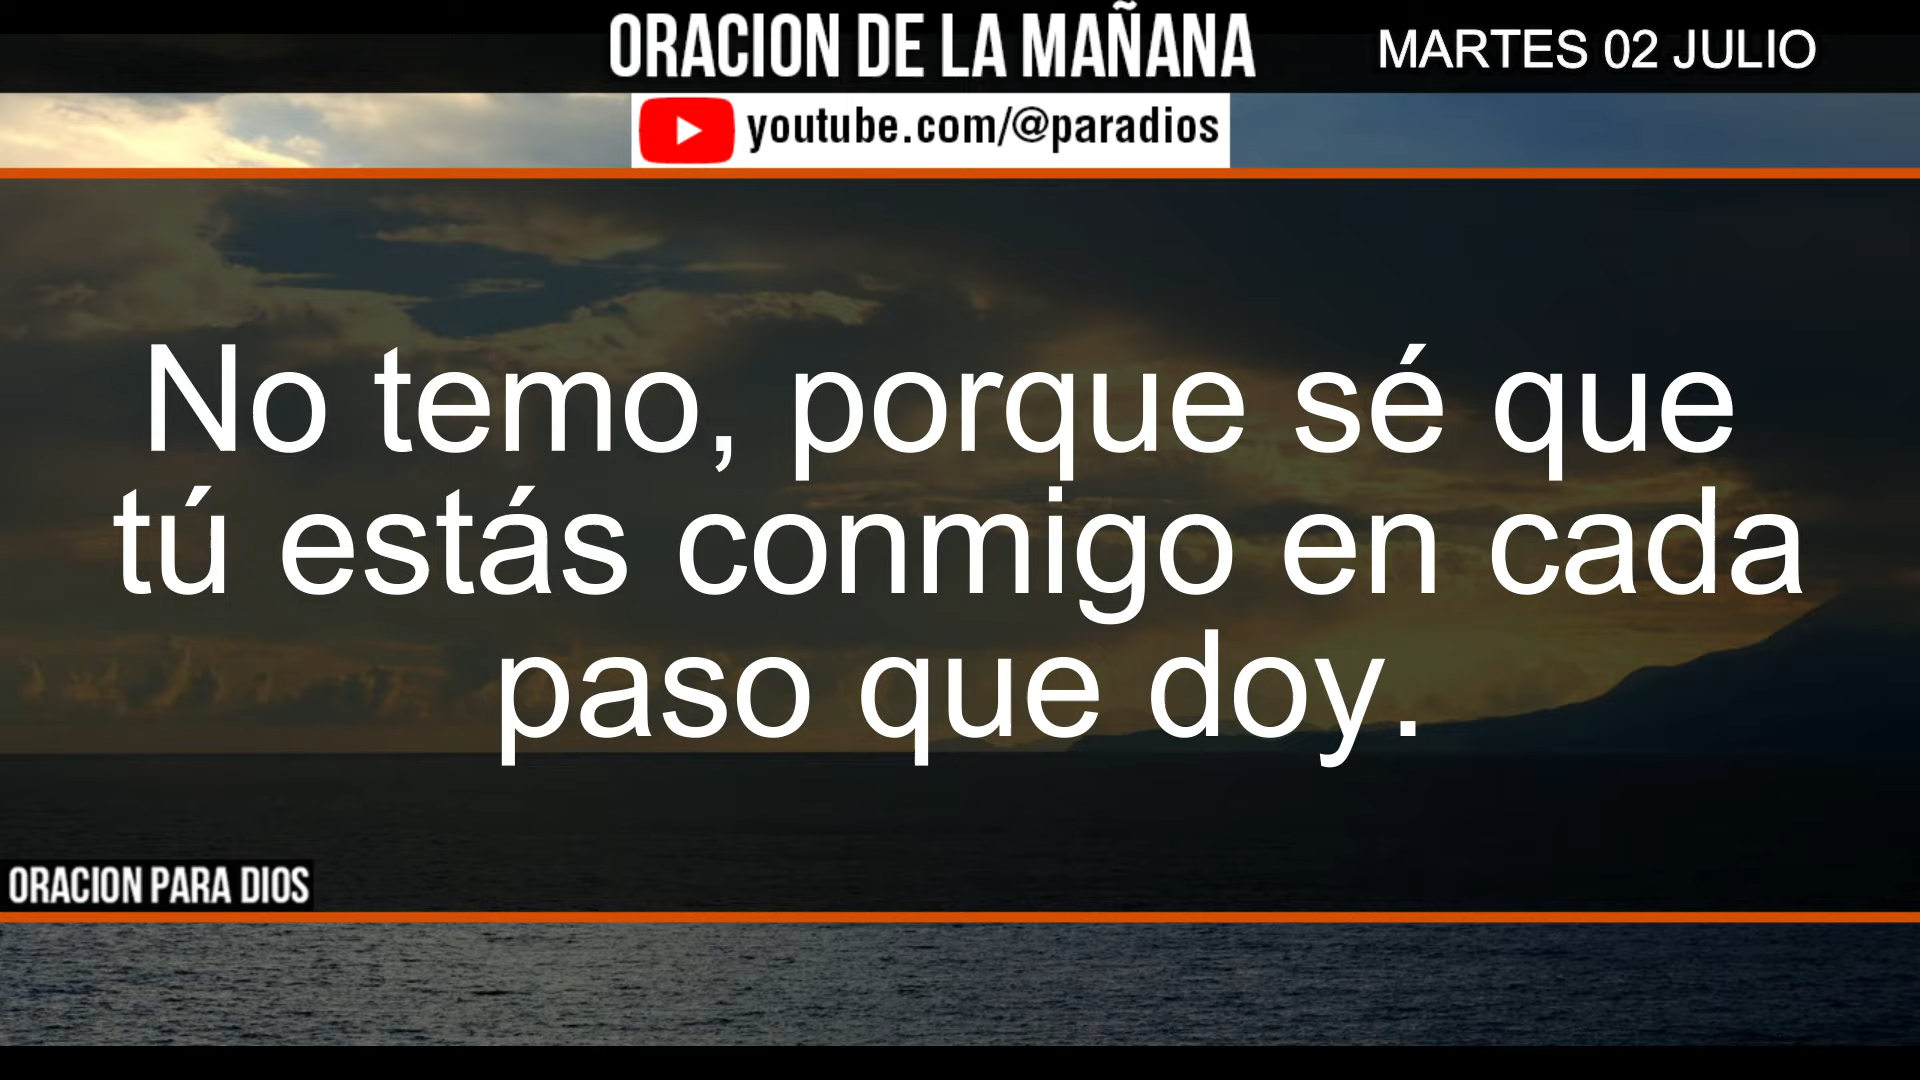 ORACION DE LA MAÑANA
MARTES 02 JULIO
youtube.com/@paradios
No temo, porque sé que
tú estás conmigo en cada
paso que doy.
ORACION PARA DIOS